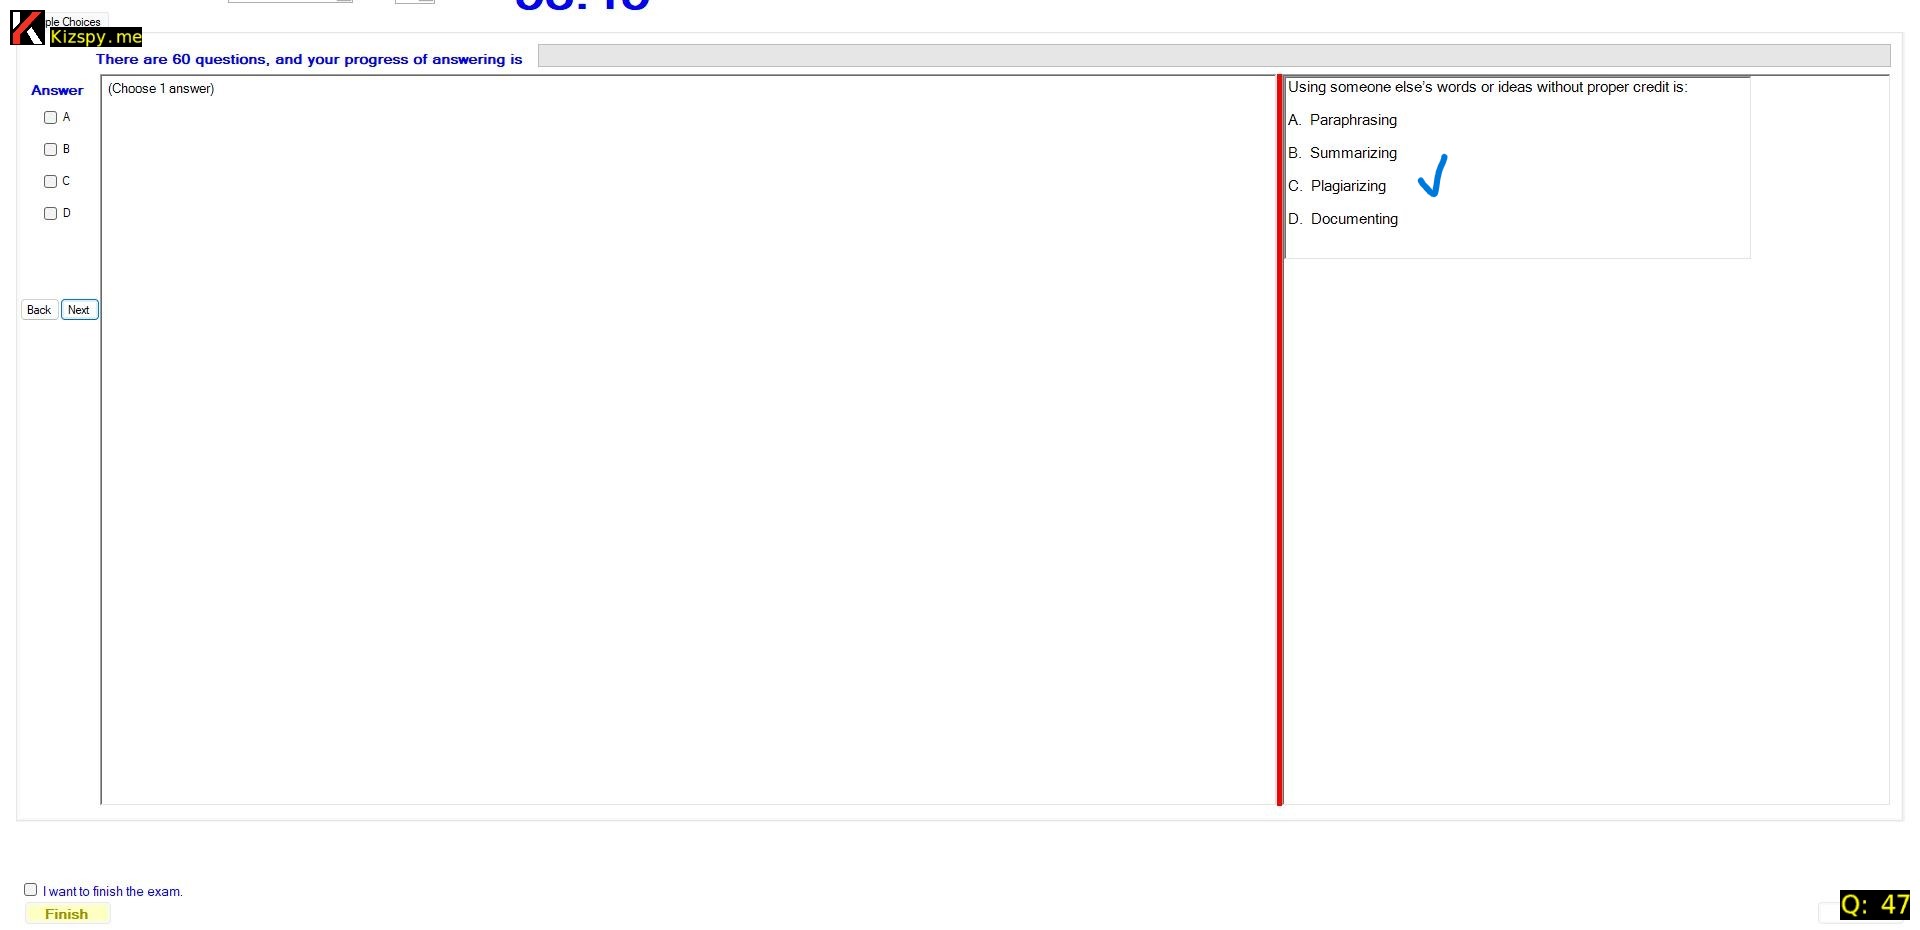 ple Choices
Kizspy.me
There are 60 questions, and your progress of answering is
Answer
(Choose 1 answer)
A
B
C
D
Back
Next
Using someone else's words or ideas without proper credit is:
A. Paraphrasing
B. Summarizing
C. Plagiarizing
D. Documenting
I want to finish the exam.
Finish
Q: 47